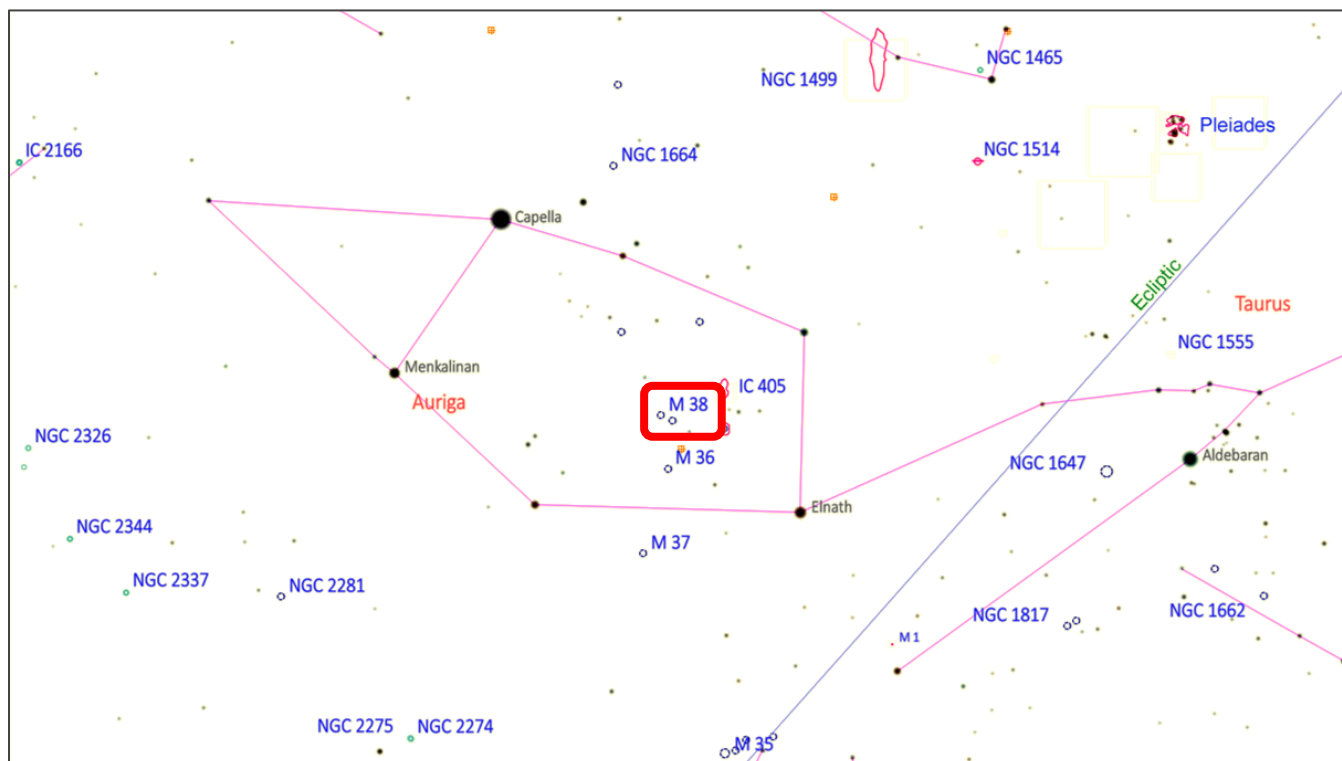 NGC 1465
NGC 1499
Pleiades
IC 2166
NGC 1664
NGC 1514
Capella
Ecliptic
Taurus
NGC 1555
Menkalinan
IC 405
Auriga
M 38
NGC 2326
M 36
NGC 1647
Aldebaran
Elnath
NGC 2344
M 37
NGC 2337
NGC 2281
NGC 1817
NGC 1662
M 1
NGC 2275
NGC 2274
M 35